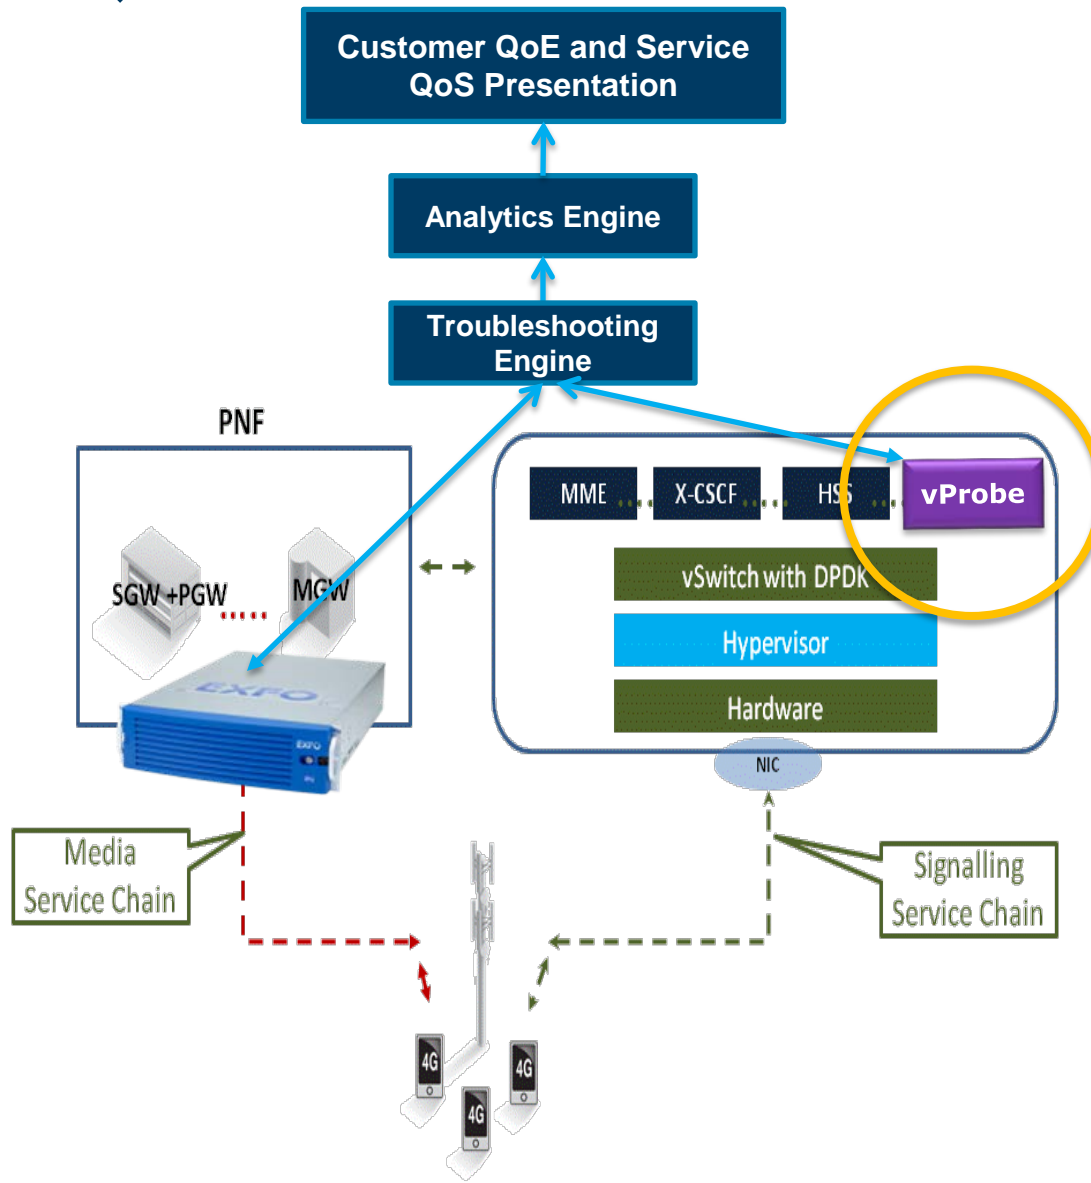 Customer QoE and Service
QoS Presentation
Analytics Engine
Troubleshooting
Engine
PNF
MME
X-CSCF
HSS
vProbe
SGW +PGW
MGW
vSwitch with DPDK
Hypervisor
Hardware
EXFO
EXFO
NIC
Media
Service Chain
Signalling
Service Chain
4G
4G
4G